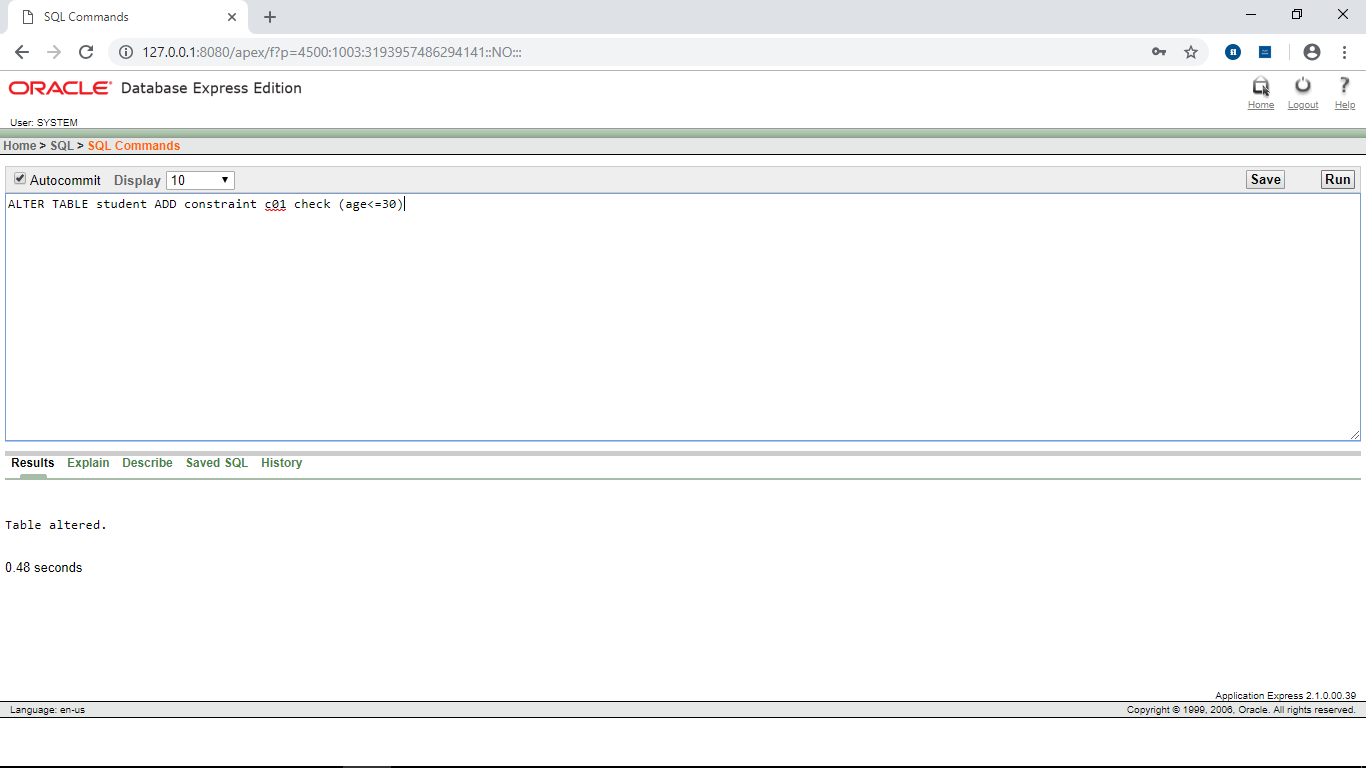 SQL Commands
127.0.0.1:8080/apex/f?p=4500:1003:3193957486294141::NO:::
ORACLE Database Express Edition
Home Logout Help
User: SYSTEM
Home > SQL > SQL Commands
Autocommit Display 10 Save Run
ALTER TABLE student ADD constraint c01 check (age<=30)
Results Explain Describe Saved SQL History
Table altered.
0.48 seconds
Application Express 2.1.0.00.39
Language: en-us Copyright © 1999, 2006, Oracle. All rights reserved.